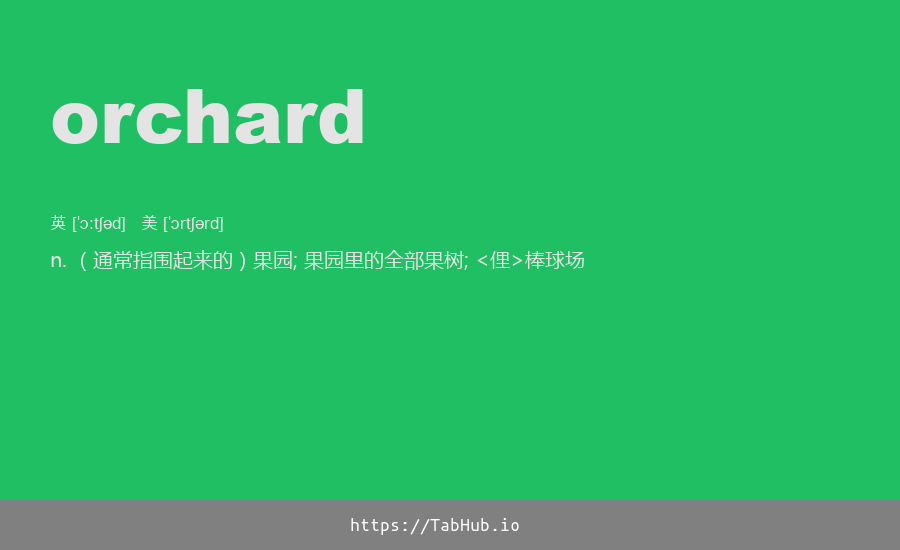 orchard
英 [ˈɔːtʃəd] 美 [ˈɔrtʃərd]
n. （通常指围起来的）果园; 果园里的全部果树; <俚>棒球场
https://TabHub.io